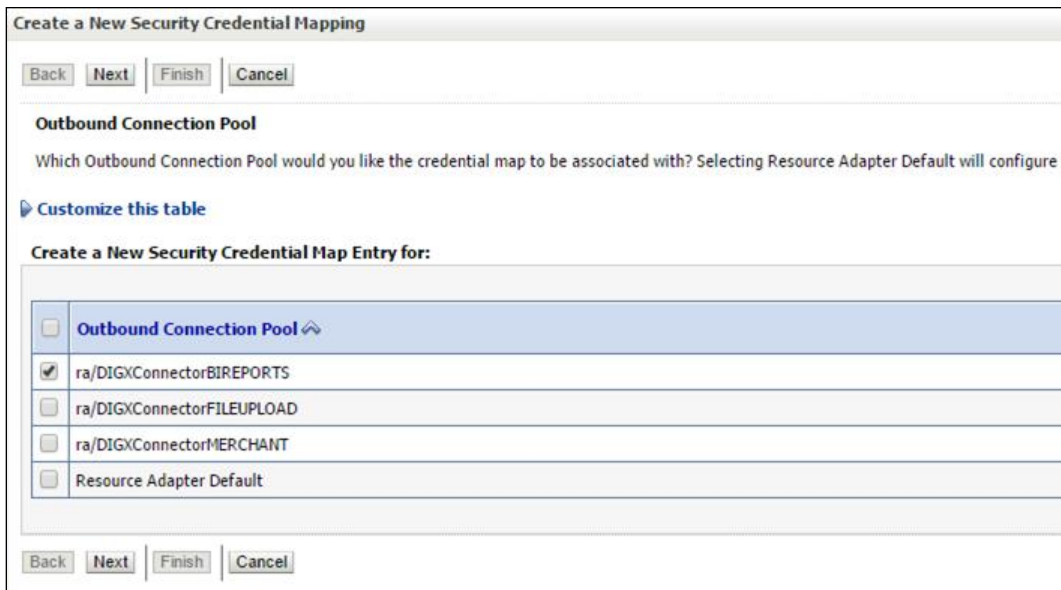 Create a New Security Credential Mapping
Back Next Finish Cancel
Outbound Connection Pool
Which Outbound Connection Pool would you like the credential map to be associated with? Selecting Resource Adapter Default will configure
Customize this table
Create a New Security Credential Map Entry for:
Outbound Connection Pool
ra/DIGXConnectorBIREPORTS
ra/DIGXConnectorFILEUPLOAD
ra/DIGXConnectorMERCHANT
Resource Adapter Default
Back Next Finish Cancel